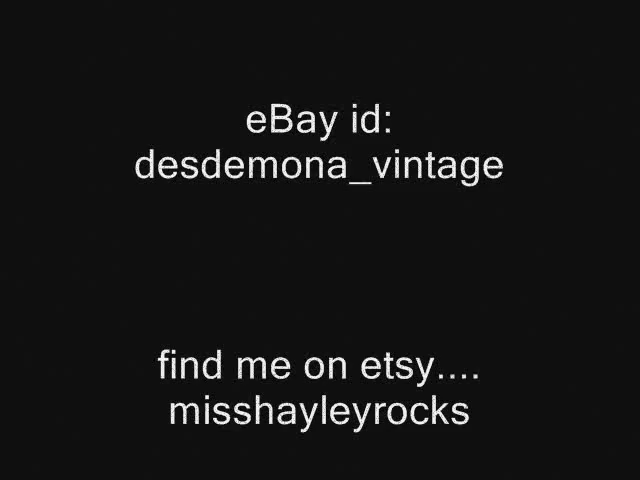 eBay id:
desdemona_vintage
find me on etsy....
misshayleyrocks